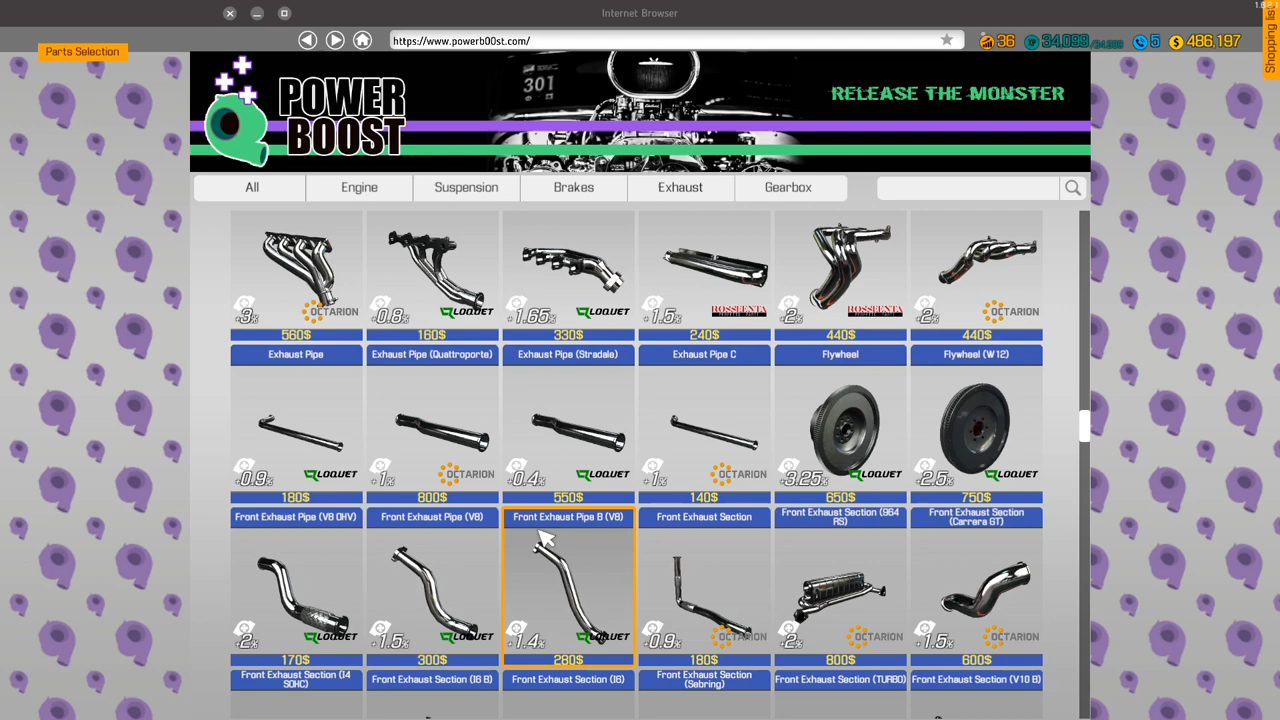 Internet Browser
1.8.2.1
Parts Selection
https://www.powerb00st.com/
36
34,099/34,999
5
486,197
Shopping list
301
POWER
BOOST
RELEASE THE MONSTER
All
Engine
Suspension
Brakes
Exhaust
Gearbox
+3% OCTARION
+0.8% LOQUET
+1.65% LOQUET
+1.5% ROSSFENTA
+2% ROSSFENTA
+2% OCTARION
560$
160$
330$
240$
440$
440$
Exhaust Pipe
Exhaust Pipe (Quattroporte)
Exhaust Pipe (Stradale)
Exhaust Pipe C
Flywheel
Flywheel (W12)
+0.9% LOQUET
+1% OCTARION
+0.4% LOQUET
+1% OCTARION
+3.25% LOQUET
+2.5% LOQUET
180$
800$
550$
140$
650$
750$
Front Exhaust Pipe (V8 OHV)
Front Exhaust Pipe (V8)
Front Exhaust Pipe B (V8)
Front Exhaust Section
Front Exhaust Section (964
RS)
Front Exhaust Section
(Carrera GT)
+2% LOQUET
+1.5% LOQUET
+1.4% LOQUET
+0.9% OCTARION
+2% OCTARION
+1.5% OCTARION
170$
300$
280$
180$
800$
600$
Front Exhaust Section (I4
SOHC)
Front Exhaust Section (I6 B)
Front Exhaust Section (I6)
Front Exhaust Section
(Sebring)
Front Exhaust Section (TURBO)
Front Exhaust Section (V10 B)